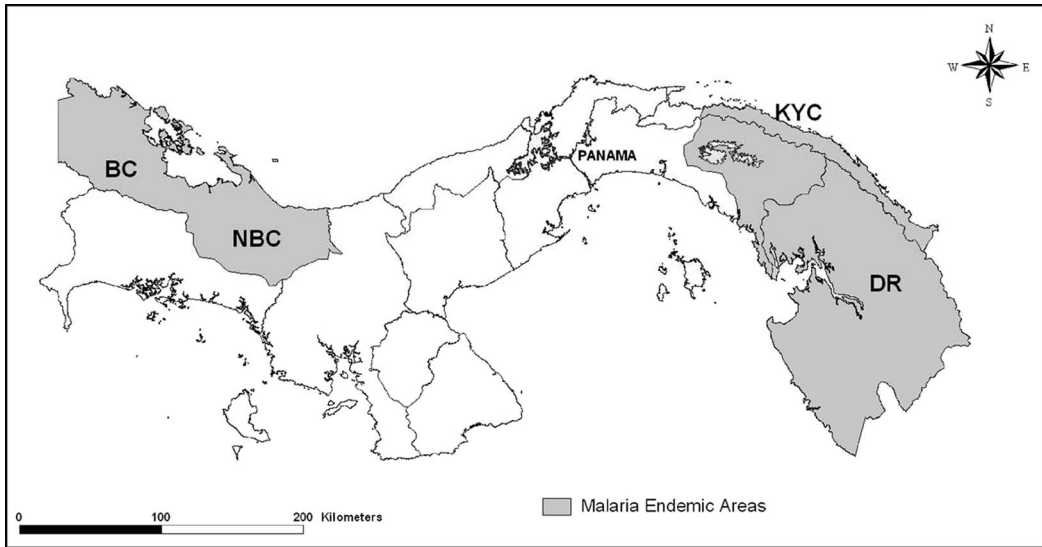 N
W E
S
KYC
PANAMA
BC
NBC
DR
Malaria Endemic Areas
0 100 200 Kilometers